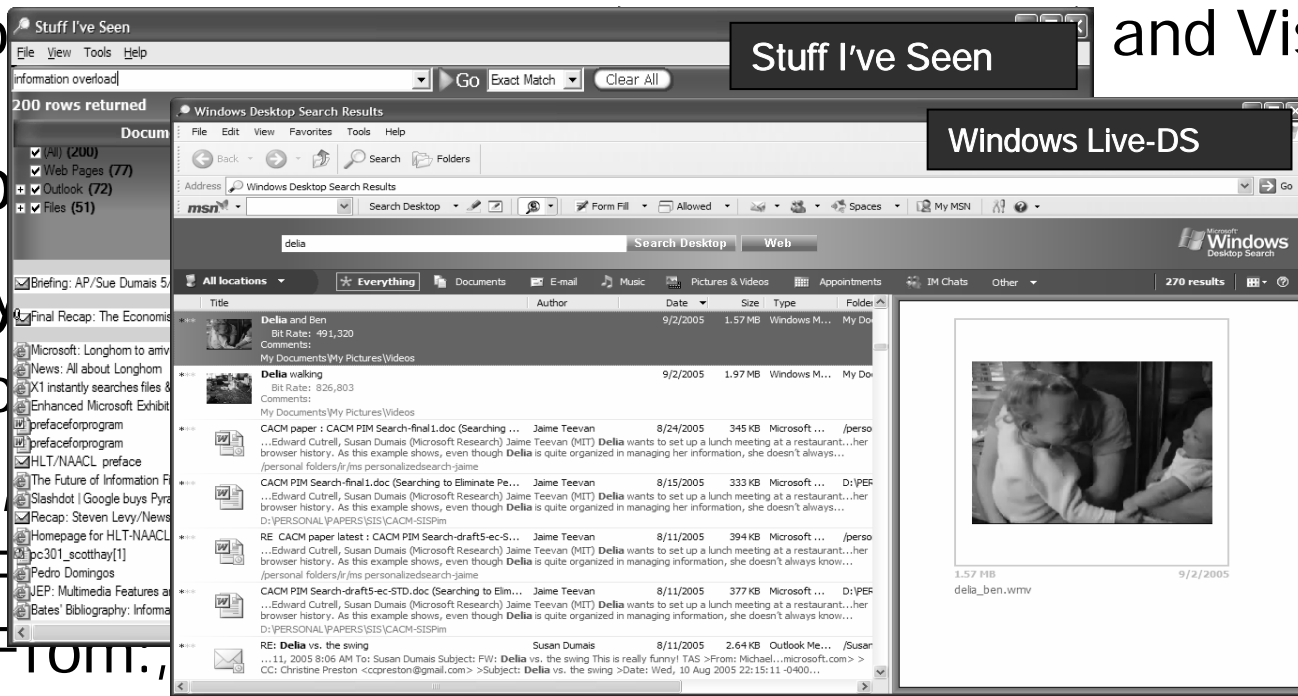 and Vis
Stuff I've Seen
Stuff I've Seen
File View Tools Help
information overload
Go Exact Match Clear All
200 rows returned
Docum
(All) (200)
Web Pages (77)
Outlook (72)
Files (51)
Briefing: AP/Sue Dumais 5/
Final Recap: The Economis
Microsoft: Longhorn to arriv
News: All about Longhorn
X1 instantly searches files &
Enhanced Microsoft Exhibit
prefaceforprogram
prefaceforprogram
HLT/NAACL preface
The Future of Information Fi
Slashdot | Google buys Pyra
Recap: Steven Levy/News
Homepage for HLT-NAACL
pc301_scotthay[1]
Pedro Domingos
JEP: Multimedia Features a
Bates' Bibliography: Informa
From:,
Windows Live-DS
Windows Desktop Search Results
File Edit View Favorites Tools Help
Back Search Folders
Address Windows Desktop Search Results Go
msn Search Desktop Form Fill Allowed Spaces My MSN
delia Search Desktop Web
Microsoft Windows Desktop Search
All locations Everything Documents E-mail Music Pictures & Videos Appointments IM Chats Other 270 results
Title Author Date Size Type Folde
Delia and Ben 9/2/2005 1.57 MB Windows M... My Do
Bit Rate: 491,320
Comments:
My Documents\My Pictures\Videos
Delia walking 9/2/2005 1.97 MB Windows M... My Do
Bit Rate: 826,803
Comments:
My Documents\My Pictures\Videos
CACM paper : CACM PIM Search-final1.doc (Searching ... Jaime Teevan 8/24/2005 345 KB Microsoft ... /perso
...Edward Cutrell, Susan Dumais (Microsoft Research) Jaime Teevan (MIT) Delia wants to set up a lunch meeting at a restaurant...her
browser history. As this example shows, even though Delia is quite organized in managing her information, she doesn't always...
/personal folders/ir/ms personalizedsearch-jaime
CACM PIM Search-final1.doc (Searching to Eliminate Pe... Jaime Teevan 8/15/2005 333 KB Microsoft ... D:\PER
...Edward Cutrell, Susan Dumais (Microsoft Research) Jaime Teevan (MIT) Delia wants to set up a lunch meeting at a restaurant...her
browser history. As this example shows, even though Delia is quite organized in managing information, she doesn't always...
D:\PERSONAL\PAPERS\SIS\CACM-SISPim
RE CACM paper latest : CACM PIM Search-draft5-ec-S... Jaime Teevan 8/11/2005 394 KB Microsoft ... /perso
...Edward Cutrell, Susan Dumais (Microsoft Research) Jaime Teevan (MIT) Delia wants to set up a lunch meeting at a restaurant...her
browser history. As this example shows, even though Delia is quite organized in managing information, she doesn't always know...
/personal folders/ir/ms personalizedsearch-jaime
CACM PIM Search-draft5-ec-STD.doc (Searching to Elim... Jaime Teevan 8/11/2005 377 KB Microsoft ... D:\PER
...Edward Cutrell, Susan Dumais (Microsoft Research) Jaime Teevan (MIT) Delia wants to set up a lunch meeting at a restaurant...her
browser history. As this example shows, even though Delia is quite organized in managing information, she doesn't always know...
D:\PERSONAL\PAPERS\SIS\CACM-SISPim
RE: Delia vs. the swing Susan Dumais 8/11/2005 2.64 KB Outlook Me... /Susan
...11, 2005 8:06 AM To: Susan Dumais Subject: FW: Delia vs. the swing This is really funny! TAS >From: Michael...microsoft.com> >
CC: Christine Preston <ccpreston@gmail.com> >Subject: Delia vs. the swing >Date: Wed, 10 Aug 2005 22:15:11 -0400...
1.57 MB 9/2/2005
delia_ben.wmv